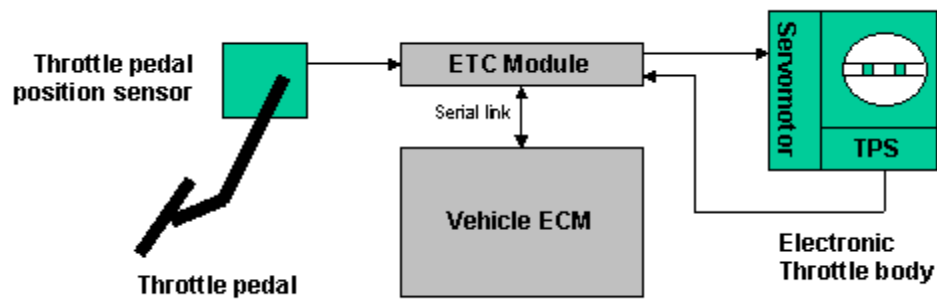 Throttle pedal
position sensor
ETC Module
Servomotor
TPS
Serial link
Vehicle ECM
Electronic
Throttle body
Throttle pedal